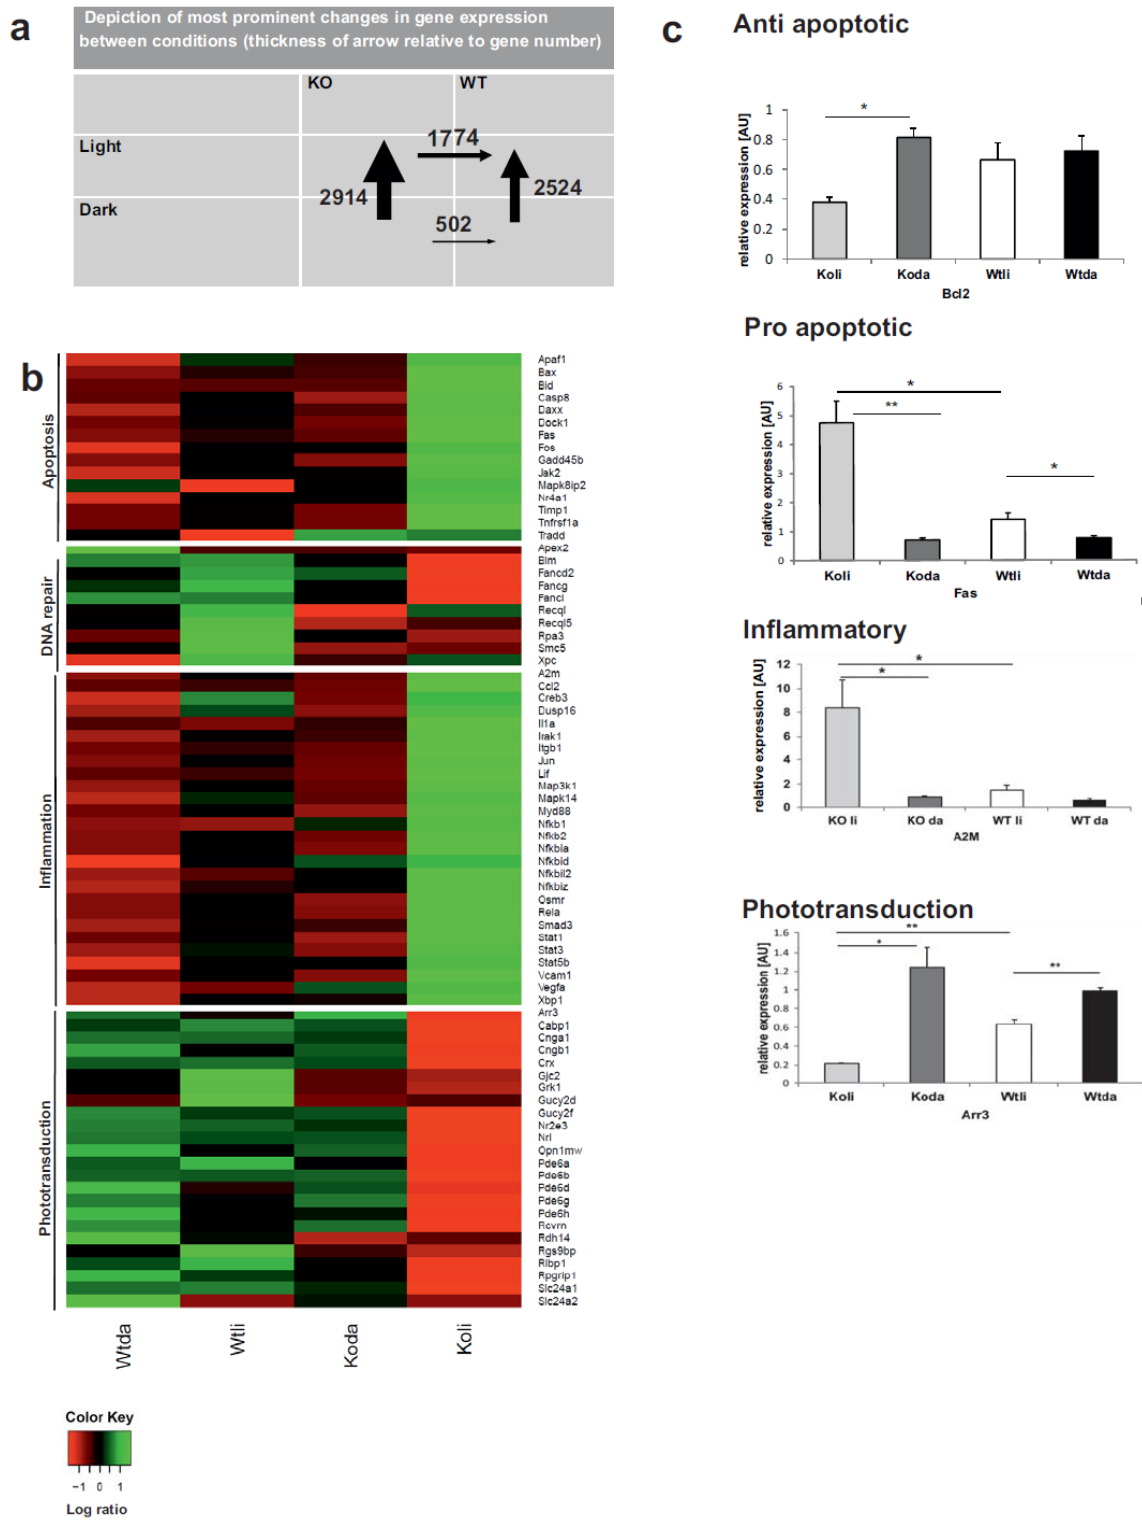 a
Depiction of most prominent changes in gene expression
between conditions (thickness of arrow relative to gene number)
KO
WT
Light
1774
2914
2524
Dark
502
b
Apoptosis
Apaf1
Bax
Bid
Casp8
Daxx
Dock1
Fas
Fos
Gadd45b
Jak2
Mapk8ip2
Nr4a1
Timp1
Tnfrsf1a
Tradd
DNA repair
Apex2
Blm
Fancd2
Fancg
Fancl
Recql
Recql5
Rpa3
Smc5
Xpc
Inflammation
A2m
Ccl2
Creb3
Dusp16
Il1a
Irak1
Itgb1
Jun
Lif
Map3k1
Mapk14
Myd88
Nfkb1
Nfkb2
Nfkbia
Nfkbid
Nfkbil2
Nfkbiz
Osmr
Rela
Smad3
Stat1
Stat3
Stat5b
Vcam1
Vegfa
Xbp1
Phototransduction
Arr3
Cabp1
Cnga1
Cngb1
Crx
Gjc2
Grk1
Gucy2d
Gucy2f
Nr2e3
Nrl
Opn1mw
Pde6a
Pde6b
Pde6d
Pde6g
Pde6h
Rcvrn
Rdh14
Rgs9bp
Rlbp1
Rpgrip1
Slc24a1
Slc24a2
Wtda Wtli Koda Koli
Color Key
−1 0 1
Log ratio
c
Anti apoptotic
relative expression [AU]
1
0.8
0.6
0.4
0.2
0
*
Koli Koda Wtli Wtda
Bcl2
Pro apoptotic
relative expression [AU]
6
5
4
3
2
1
0
*
**
*
Koli Koda Wtli Wtda
Fas
Inflammatory
relative expression [AU]
12
10
8
6
4
2
0
*
*
KO li KO da WT li WT da
A2M
Phototransduction
relative expression [AU]
1.6
1.4
1.2
1
0.8
0.6
0.4
0.2
0
**
*
**
Koli Koda Wtli Wtda
Arr3